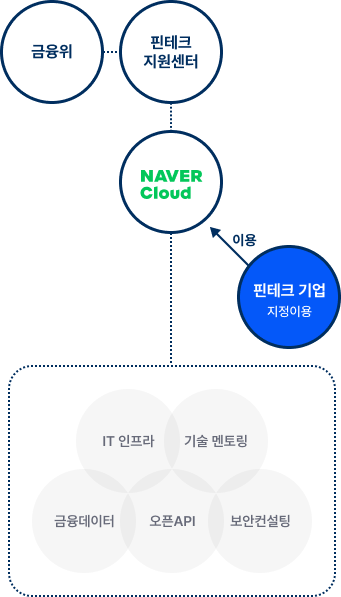 금융위
핀테크
지원센터
NAVER
Cloud
이용
핀테크 기업
지정이용
IT 인프라
기술 멘토링
금융데이터
오픈API
보안컨설팅